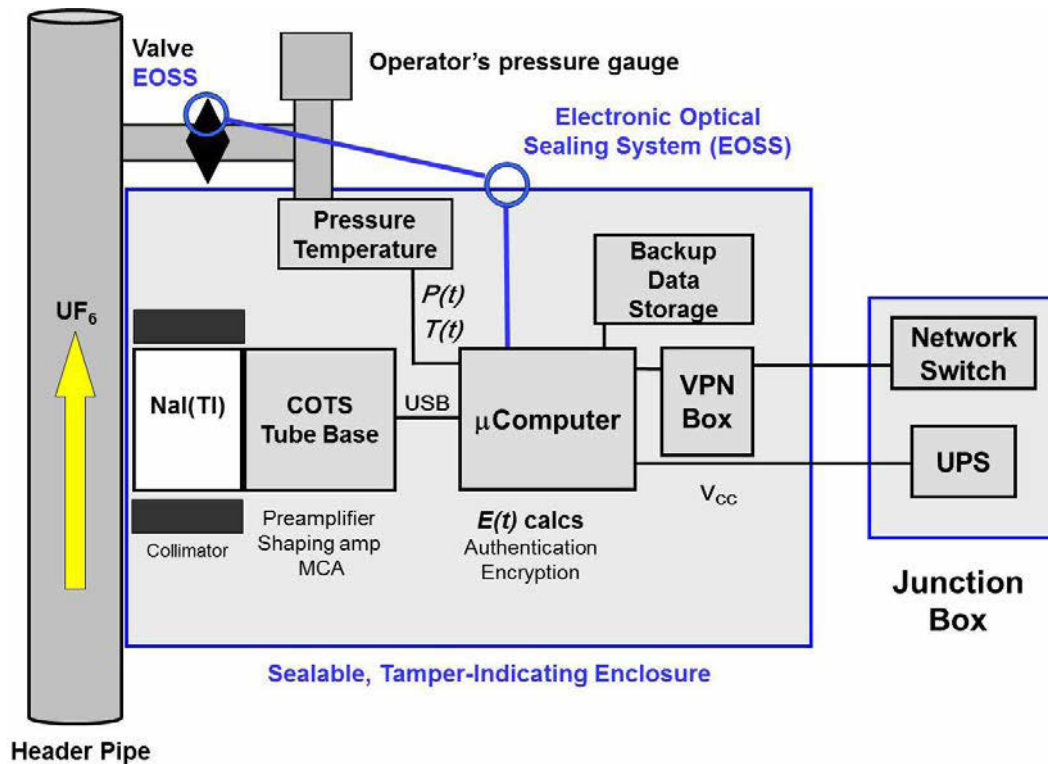 Valve
EOSS
Operator's pressure gauge
Electronic Optical
Sealing System (EOSS)
Pressure
Temperature
Backup
Data
Storage
P(t)
T(t)
UF6
NaI(Tl)
COTS
Tube Base
USB
μComputer
VPN
Box
Network
Switch
UPS
VCC
Collimator
Preamplifier
Shaping amp
MCA
E(t) calcs
Authentication
Encryption
Junction
Box
Sealable, Tamper-Indicating Enclosure
Header Pipe